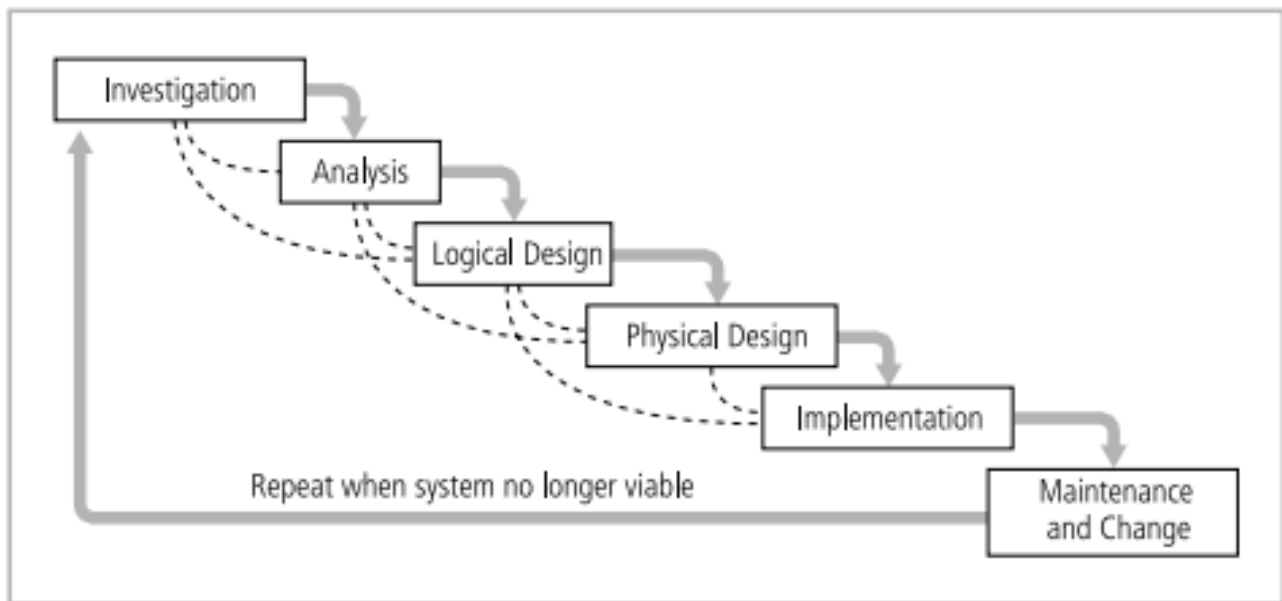 Investigation
Analysis
Logical Design
Physical Design
Implementation
Repeat when system no longer viable
Maintenance
and Change